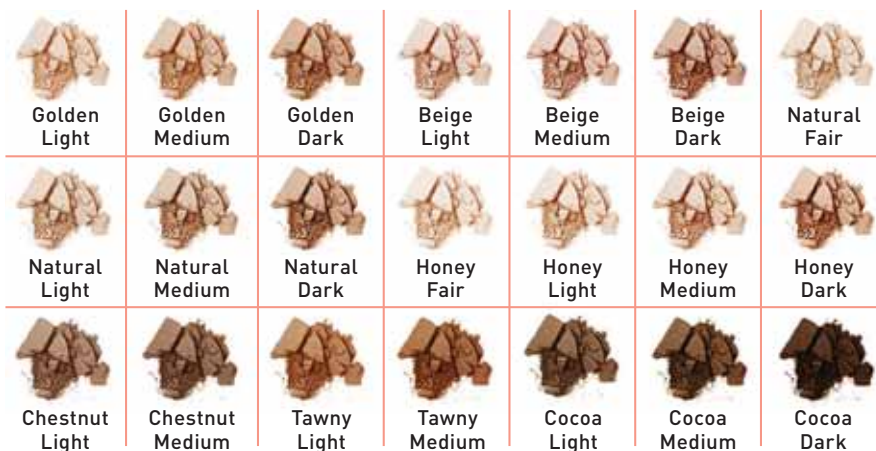 Golden
Light
Golden
Medium
Golden
Dark
Beige
Light
Beige
Medium
Beige
Dark
Natural
Fair
Natural
Light
Natural
Medium
Natural
Dark
Honey
Fair
Honey
Light
Honey
Medium
Honey
Dark
Chestnut
Light
Chestnut
Medium
Tawny
Light
Tawny
Medium
Cocoa
Light
Cocoa
Medium
Cocoa
Dark